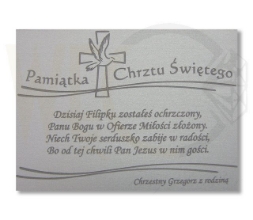 Pamiątka Chrztu Świętego
Dzisiaj Filipku zostałeś ochrzczony,
Panu Bogu w Ofierze Miłości złożony.
Niech Twoje serduszko zabije w radości,
Bo od tej chwili Pan Jezus w nim gości.
Chrzestny Grzegorz z rodziną